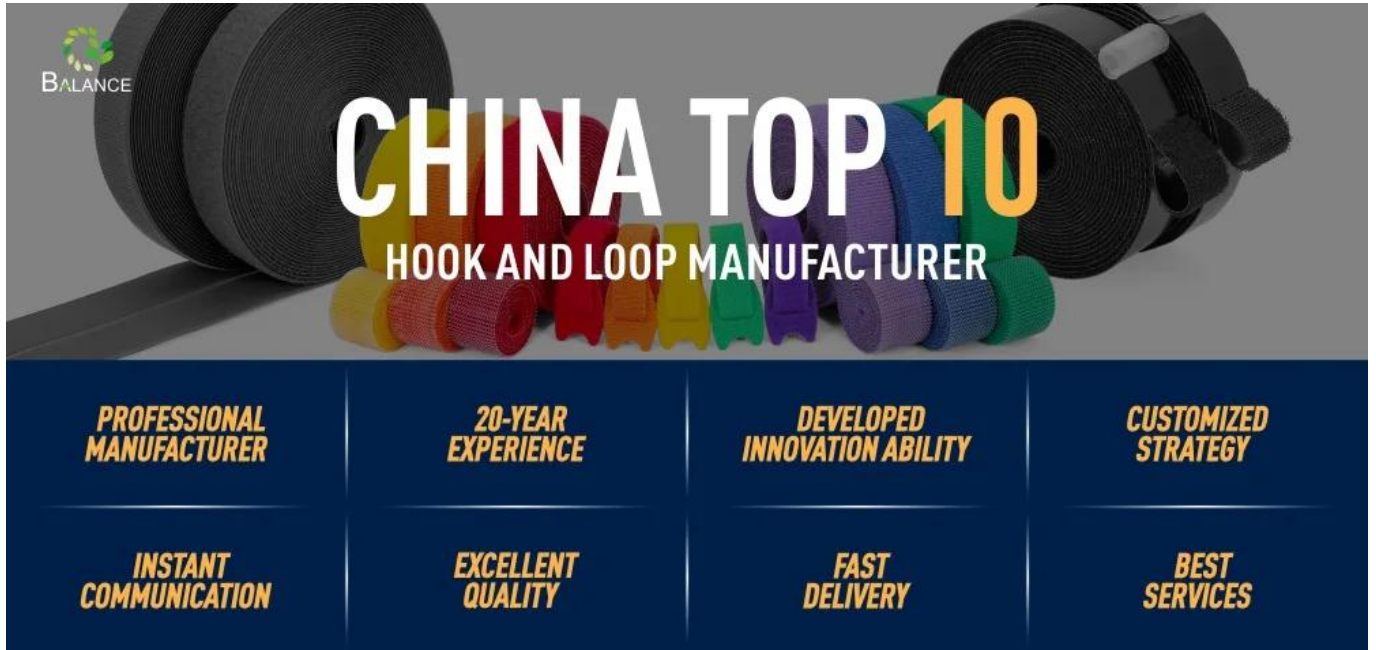 BALANCE
CHINA TOP 10
HOOK AND LOOP MANUFACTURER
PROFESSIONAL
MANUFACTURER
20-YEAR
EXPERIENCE
DEVELOPED
INNOVATION ABILITY
CUSTOMIZED
STRATEGY
INSTANT
COMMUNICATION
EXCELLENT
QUALITY
FAST
DELIVERY
BEST
SERVICES